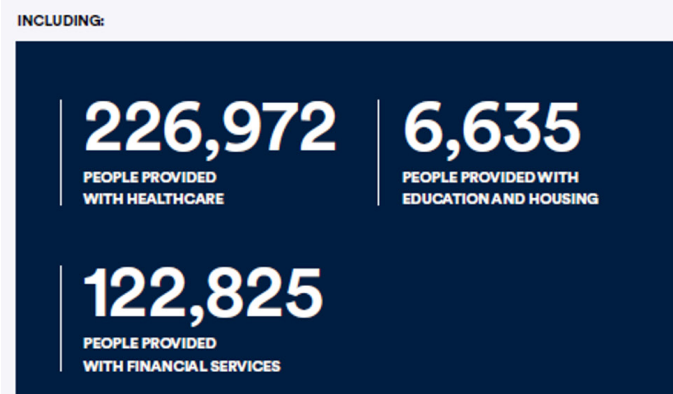 INCLUDING:
226,972
PEOPLE PROVIDED
WITH HEALTHCARE
6,635
PEOPLE PROVIDED WITH
EDUCATION AND HOUSING
122,825
PEOPLE PROVIDED
WITH FINANCIAL SERVICES